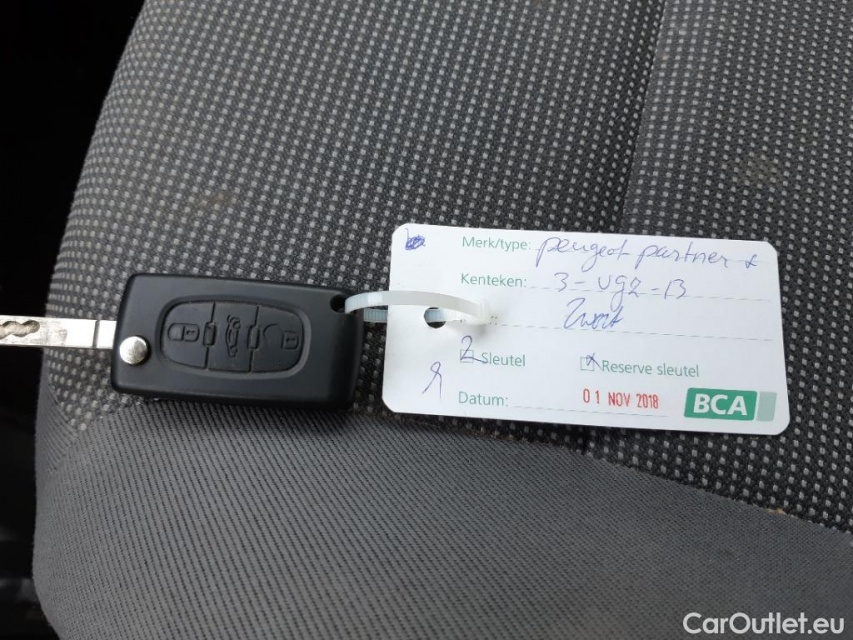 Merk/type: peugeot partner
Kenteken: 3-VGZ-13
Zwart
2 Sleutel Reserve sleutel
Datum: 01 NOV 2018 BCA
CarOutlet.eu